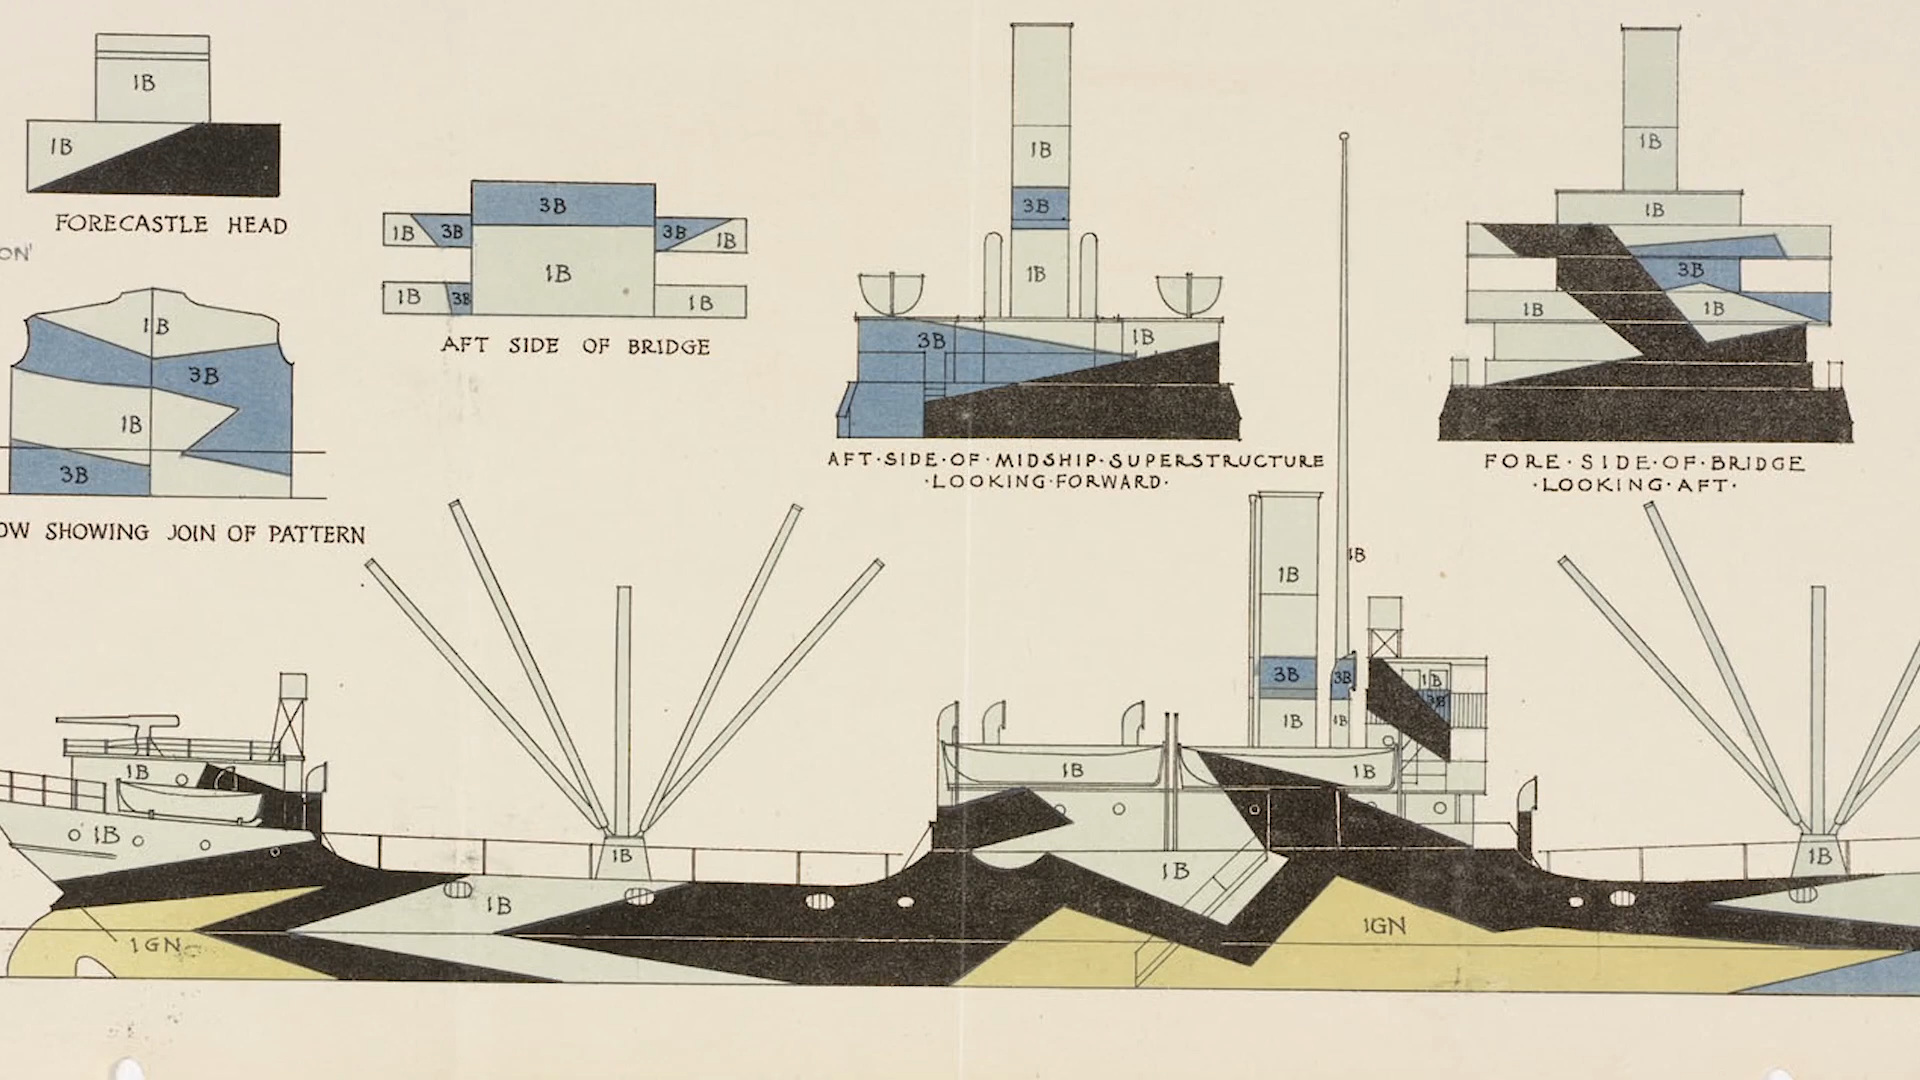 1B
1B
FORECASTLE HEAD
ON'
1B
3B
1B
3B
OW SHOWING JOIN OF PATTERN
3B
1B
3B
3B
1B
1B
1B
3B
1B
AFT SIDE OF BRIDGE
1B
3B
1B
3B
1B
AFT·SIDE·OF·MIDSHIP·SUPERSTRUCTURE
·LOOKING·FORWARD·
1B
1B
3B
1B
1B
FORE·SIDE·OF·BRIDGE
·LOOKING·AFT·
1B
1B
3B
3B
1B
3B
1B
1B
1B
1B
1B
1B
1B
1B
1B
1B
1GN
1GN